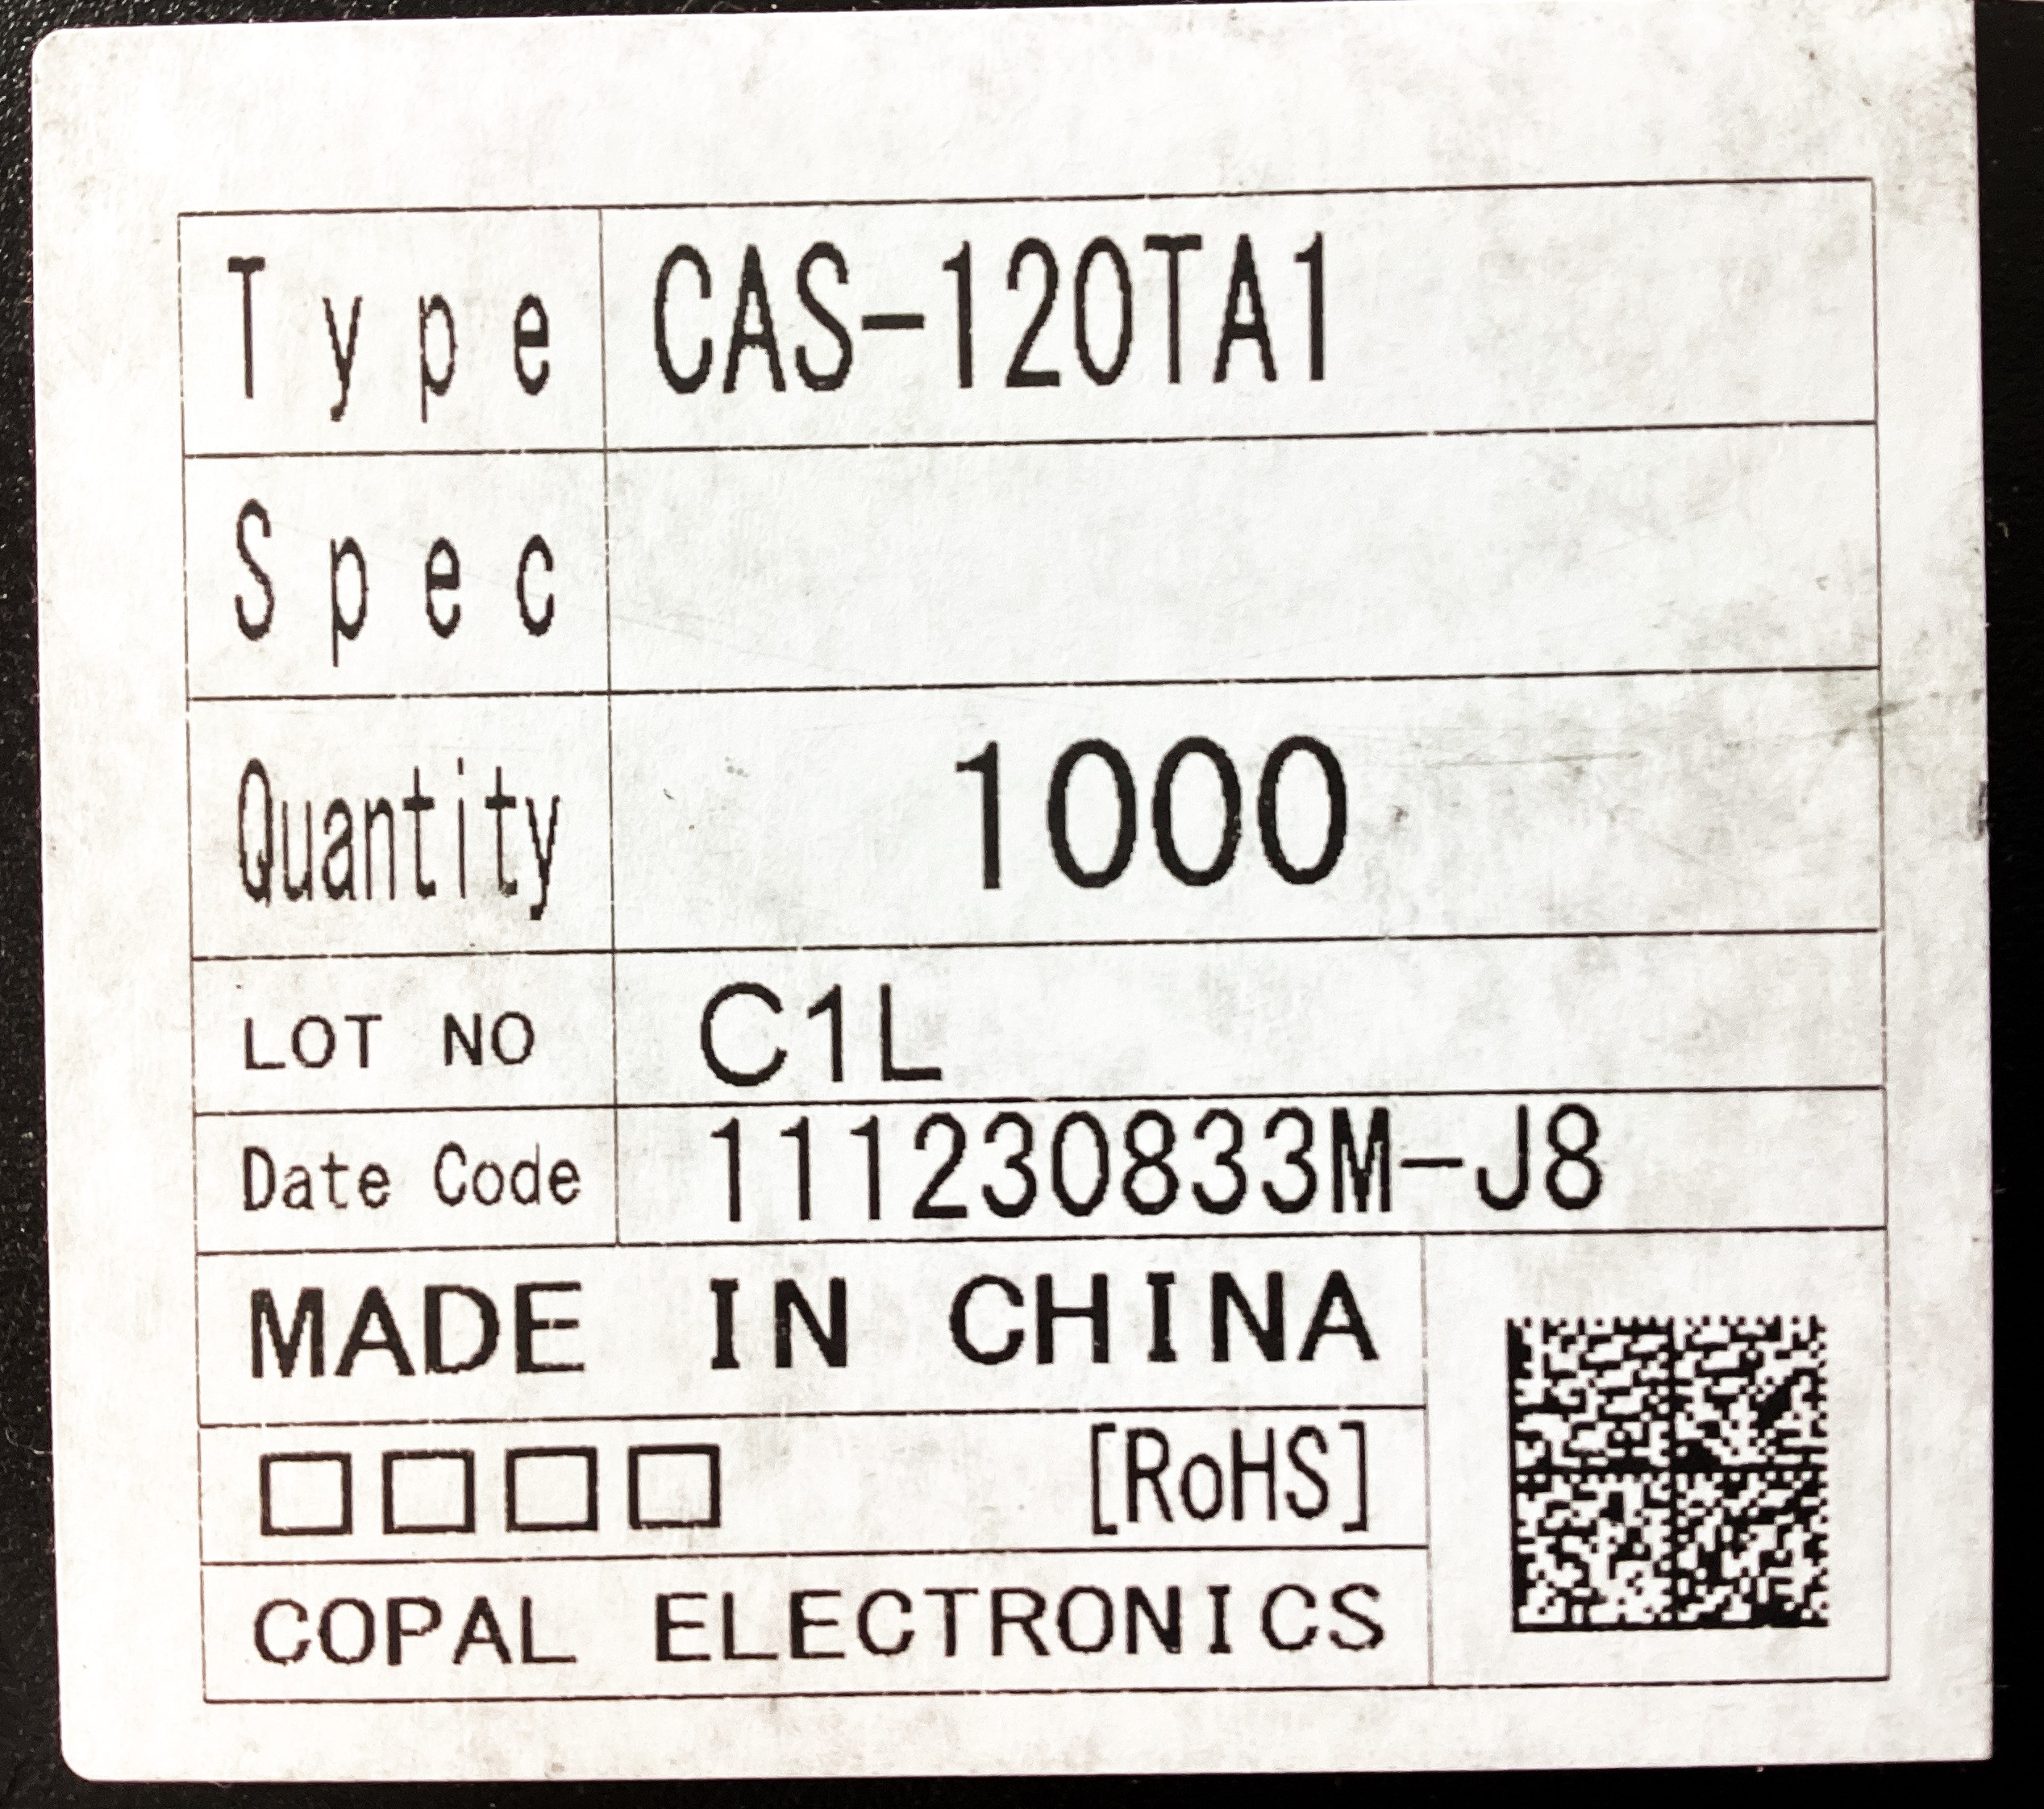 Type CAS-120TA1
Spec
Quantity 1000
LOT NO C1L
Date Code 111230833M-J8
MADE IN CHINA
□□□□ [RoHS]
COPAL ELECTRONICS